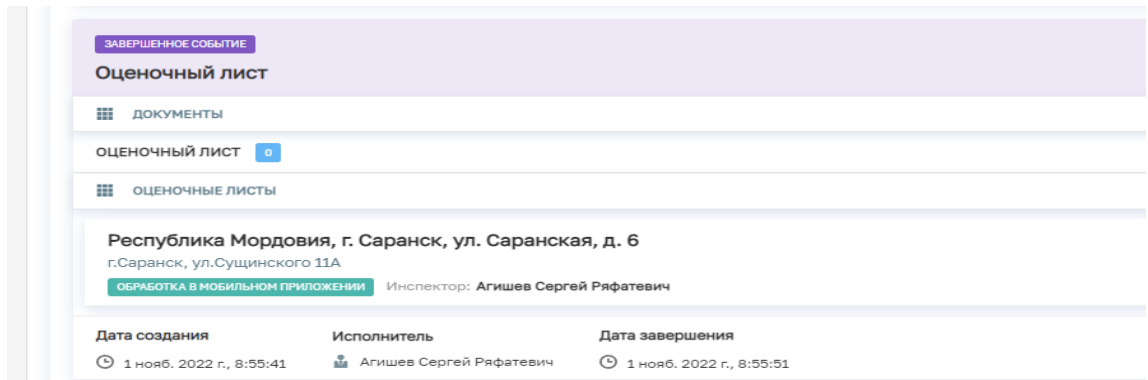 ЗАВЕРШЕННОЕ СОБЫТИЕ
Оценочный лист
ДОКУМЕНТЫ
ОЦЕНОЧНЫЙ ЛИСТ 0
ОЦЕНОЧНЫЕ ЛИСТЫ
Республика Мордовия, г. Саранск, ул. Саранская, д. 6
г.Саранск, ул.Сущинского 11А
ОБРАБОТКА В МОБИЛЬНОМ ПРИЛОЖЕНИИ Инспектор: Агишев Сергей Ряфатевич
Дата создания Исполнитель Дата завершения
1 нояб. 2022 г., 8:55:41 Агишев Сергей Ряфатевич 1 нояб. 2022 г., 8:55:51